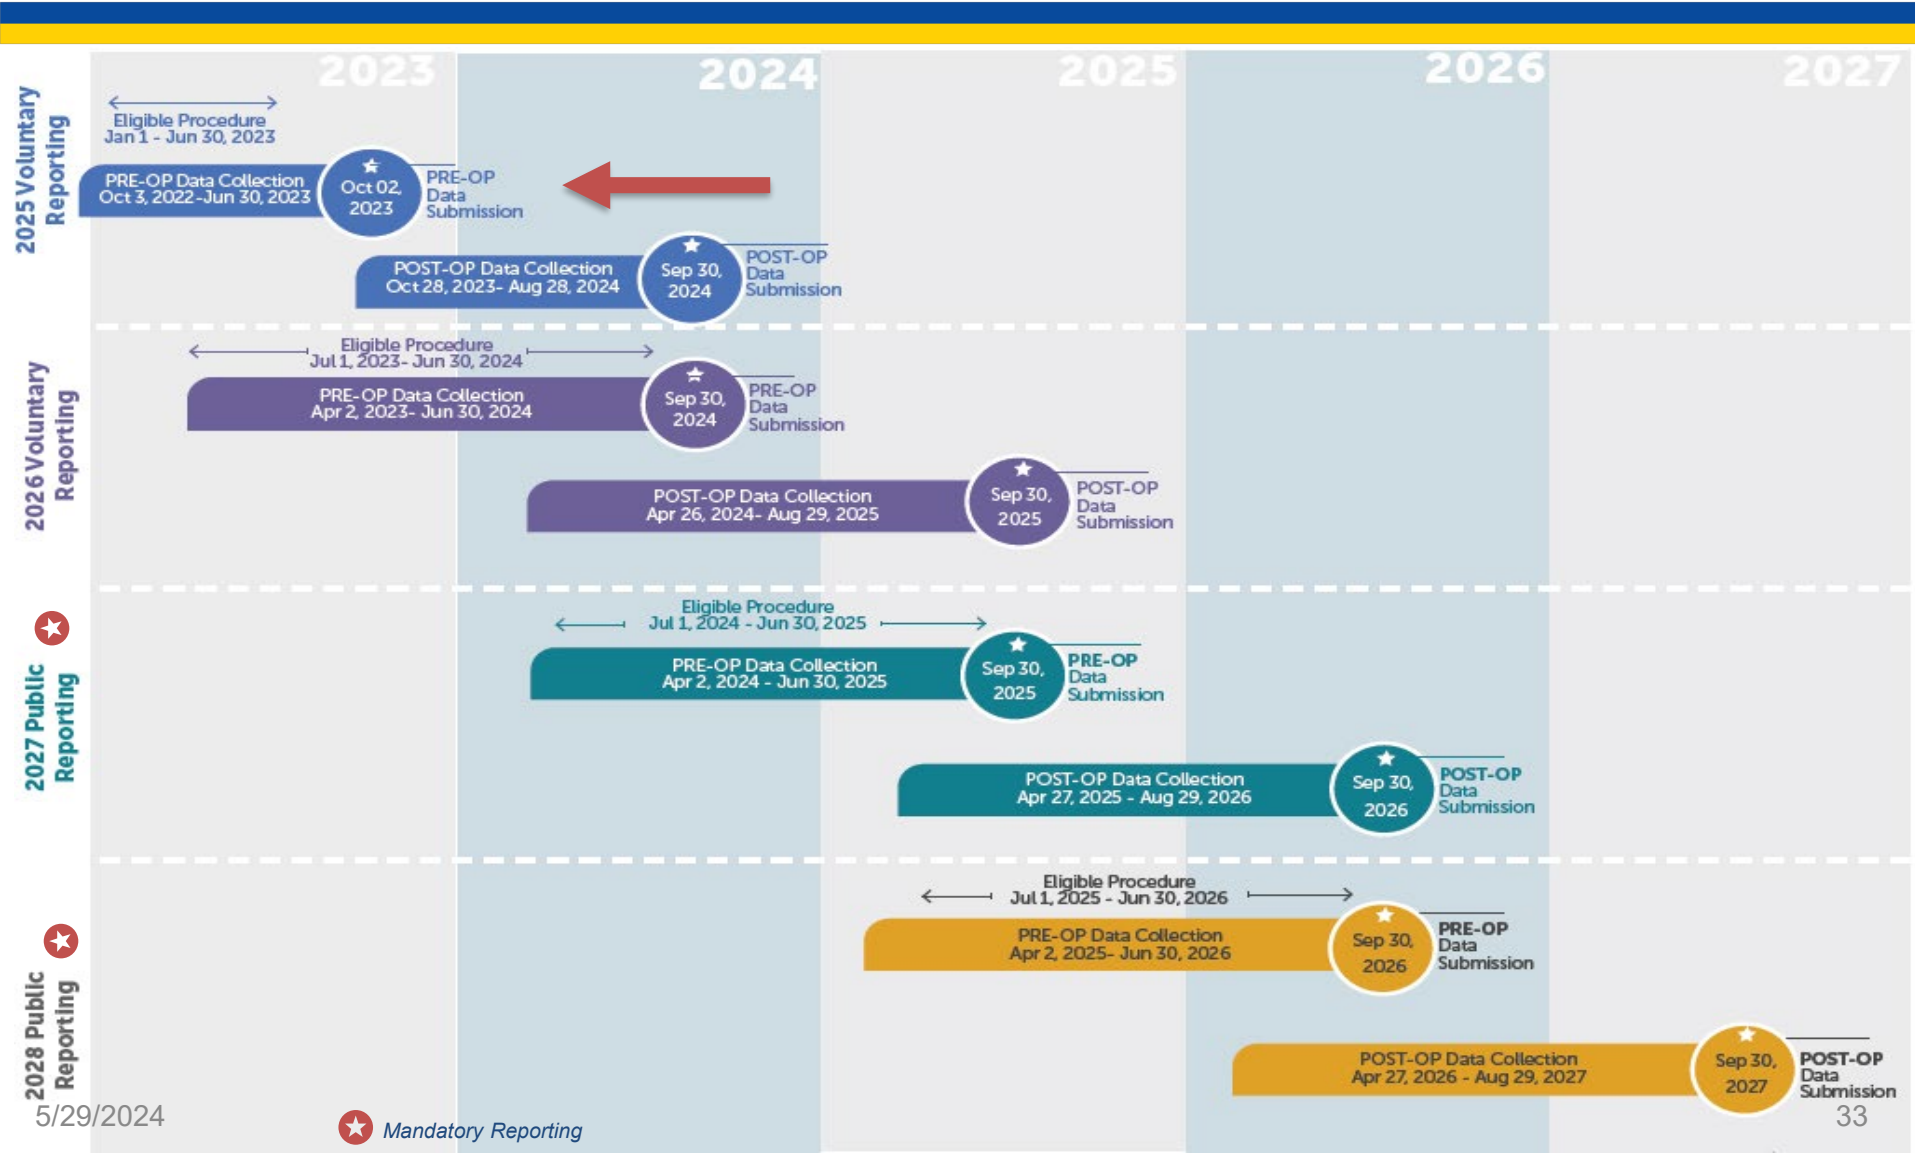 2023
2024
2025
2026
2027
2025 Voluntary
Reporting
Eligible Procedure
Jan 1 - Jun 30, 2023
PRE-OP Data Collection
Oct 3, 2022-Jun 30, 2023
Oct 02,
2023
PRE-OP
Data
Submission
POST-OP Data Collection
Oct 28, 2023- Aug 28, 2024
Sep 30,
2024
POST-OP
Data
Submission
2026 Voluntary
Reporting
Eligible Procedure
Jul 1, 2023- Jun 30, 2024
PRE-OP Data Collection
Apr 2, 2023- Jun 30, 2024
Sep 30,
2024
PRE-OP
Data
Submission
POST-OP Data Collection
Apr 26, 2024- Aug 29, 2025
Sep 30,
2025
POST-OP
Data
Submission
2027 Public
Reporting
Eligible Procedure
Jul 1, 2024 - Jun 30, 2025
PRE-OP Data Collection
Apr 2, 2024 - Jun 30, 2025
Sep 30,
2025
PRE-OP
Data
Submission
POST-OP Data Collection
Apr 27, 2025 - Aug 29, 2026
Sep 30,
2026
POST-OP
Data
Submission
2028 Public
Reporting
Eligible Procedure
Jul 1, 2025 - Jun 30, 2026
PRE-OP Data Collection
Apr 2, 2025- Jun 30, 2026
Sep 30,
2026
PRE-OP
Data
Submission
POST-OP Data Collection
Apr 27, 2026 - Aug 29, 2027
Sep 30,
2027
POST-OP
Data
Submission
5/29/2024
Mandatory Reporting
33